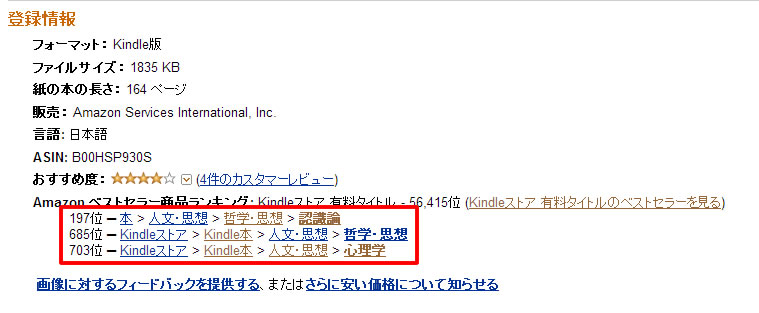 登録情報
フォーマット: Kindle版
ファイルサイズ: 1835 KB
紙の本の長さ: 164 ページ
販売: Amazon Services International, Inc.
言語: 日本語
ASIN: B00HSP930S
おすすめ度: (4件のカスタマーレビュー)
Amazon ベストセラー商品ランキング: Kindleストア 有料タイトル - 56,415位 (Kindleストア 有料タイトルのベストセラーを見る)
197位 ─ 本 > 人文・思想 > 哲学・思想 > 認識論
685位 ─ Kindleストア > Kindle本 > 人文・思想 > 哲学・思想
703位 ─ Kindleストア > Kindle本 > 人文・思想 > 心理学
画像に対するフィードバックを提供する、またはさらに安い価格について知らせる